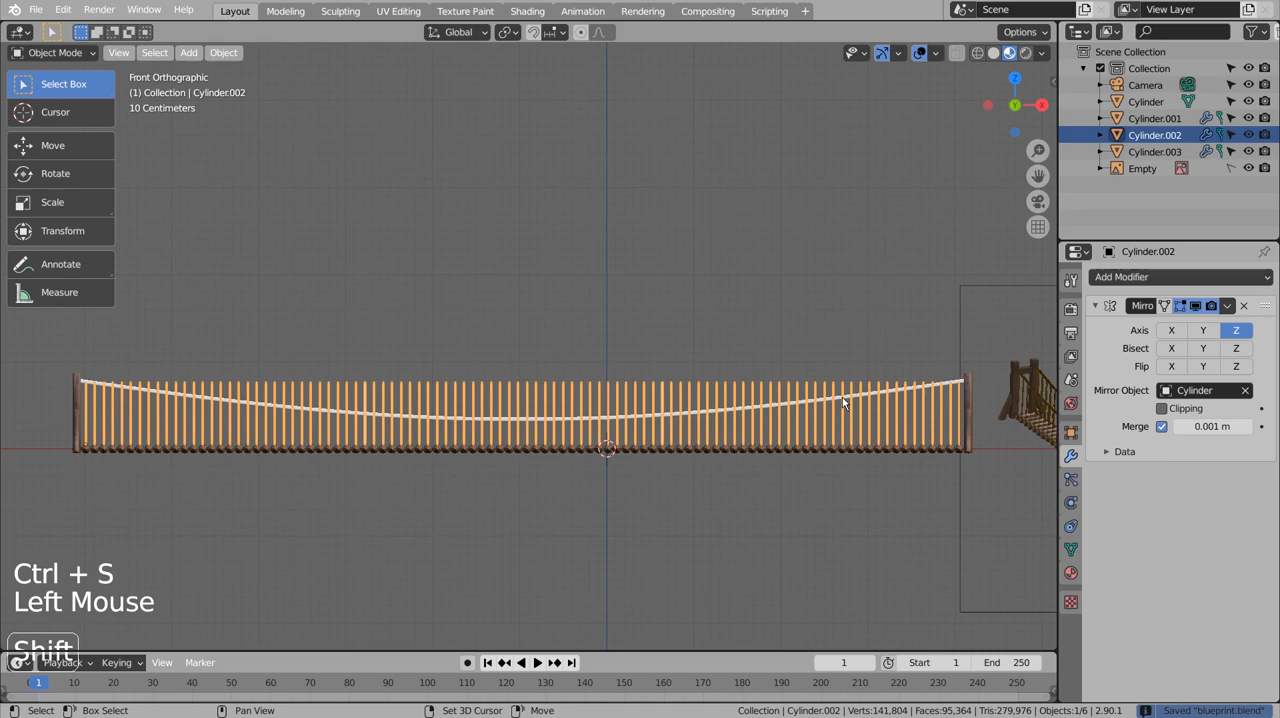 File Edit Render Window Help Layout Modeling Sculpting UV Editing Texture Paint Shading Animation Rendering Compositing Scripting + Scene View Layer
Global Options
Object Mode View Select Add Object
Select Box
Cursor
Move
Rotate
Scale
Transform
Annotate
Measure
Front Orthographic
(1) Collection | Cylinder.002
10 Centimeters
Z
Y
X
Scene Collection
Collection
Camera
Cylinder
Cylinder.001
Cylinder.002
Cylinder.003
Empty
Cylinder.002
Add Modifier
Mirro
Axis X Y Z
Bisect X Y Z
Flip X Y Z
Mirror Object Cylinder
Clipping
Merge 0.001 m
Data
Ctrl + S
Left Mouse
Shift
Playback Keying View Marker 1 Start 1 End 250
1 10 20 30 40 50 60 70 80 90 100 110 120 130 140 150 160 170 180 190 200 210 220 230 240 250
Select Box Select Pan View Set 3D Cursor Move Collection | Cylinder.002 | Verts:141,804 | Faces:95,364 | Tris:279,976 | Objects:1/6 | 2.90.1 Saved "blueprint.blend"